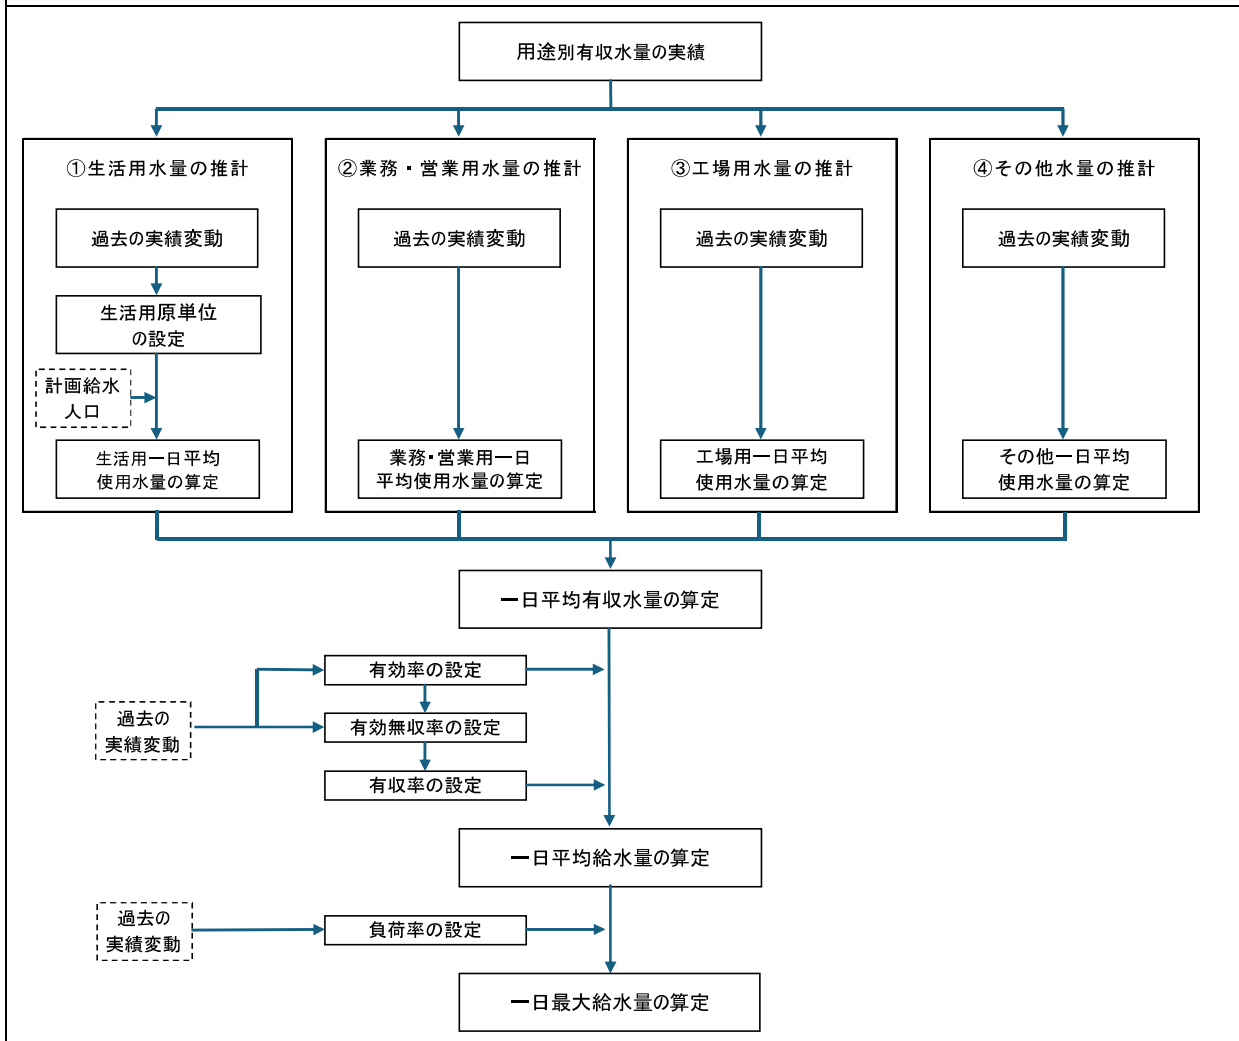 用途別有収水量の実績
①生活用水量の推計
過去の実績変動
生活用原単位
の設定
計画給水
人口
生活用一日平均
使用水量の算定
②業務・営業用水量の推計
過去の実績変動
業務・営業用一日
平均使用水量の算定
③工場用水量の推計
過去の実績変動
工場用一日平均
使用水量の算定
④その他水量の推計
過去の実績変動
その他一日平均
使用水量の算定
一日平均有収水量の算定
過去の
実績変動
有効率の設定
有効無収率の設定
有収率の設定
一日平均給水量の算定
過去の
実績変動
負荷率の設定
一日最大給水量の算定